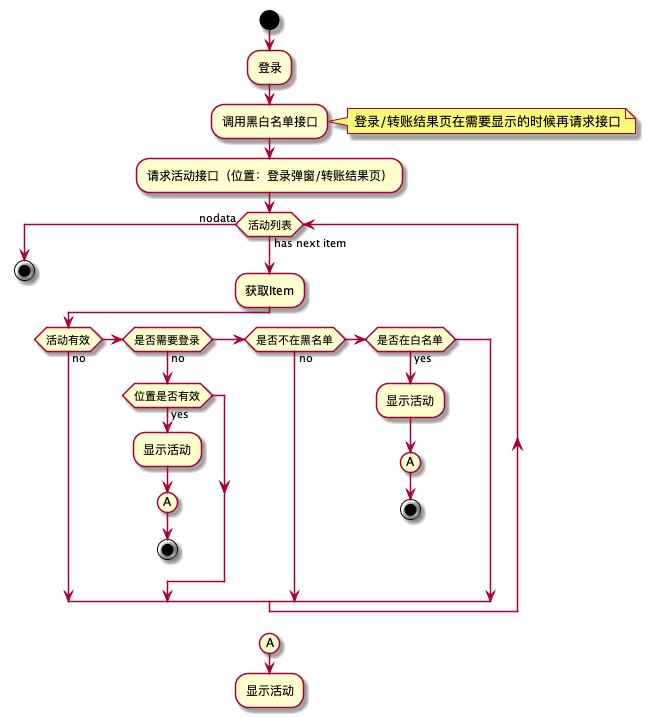 登录
调用黑白名单接口
登录/转账结果页在需要显示的时候再请求接口
请求活动接口（位置：登录弹窗/转账结果页）
nodata
活动列表
has next item
获取Item
活动有效
是否需要登录
是否不在黑名单
是否在白名单
no
no
no
yes
位置是否有效
yes
显示活动
显示活动
A
A
A
显示活动